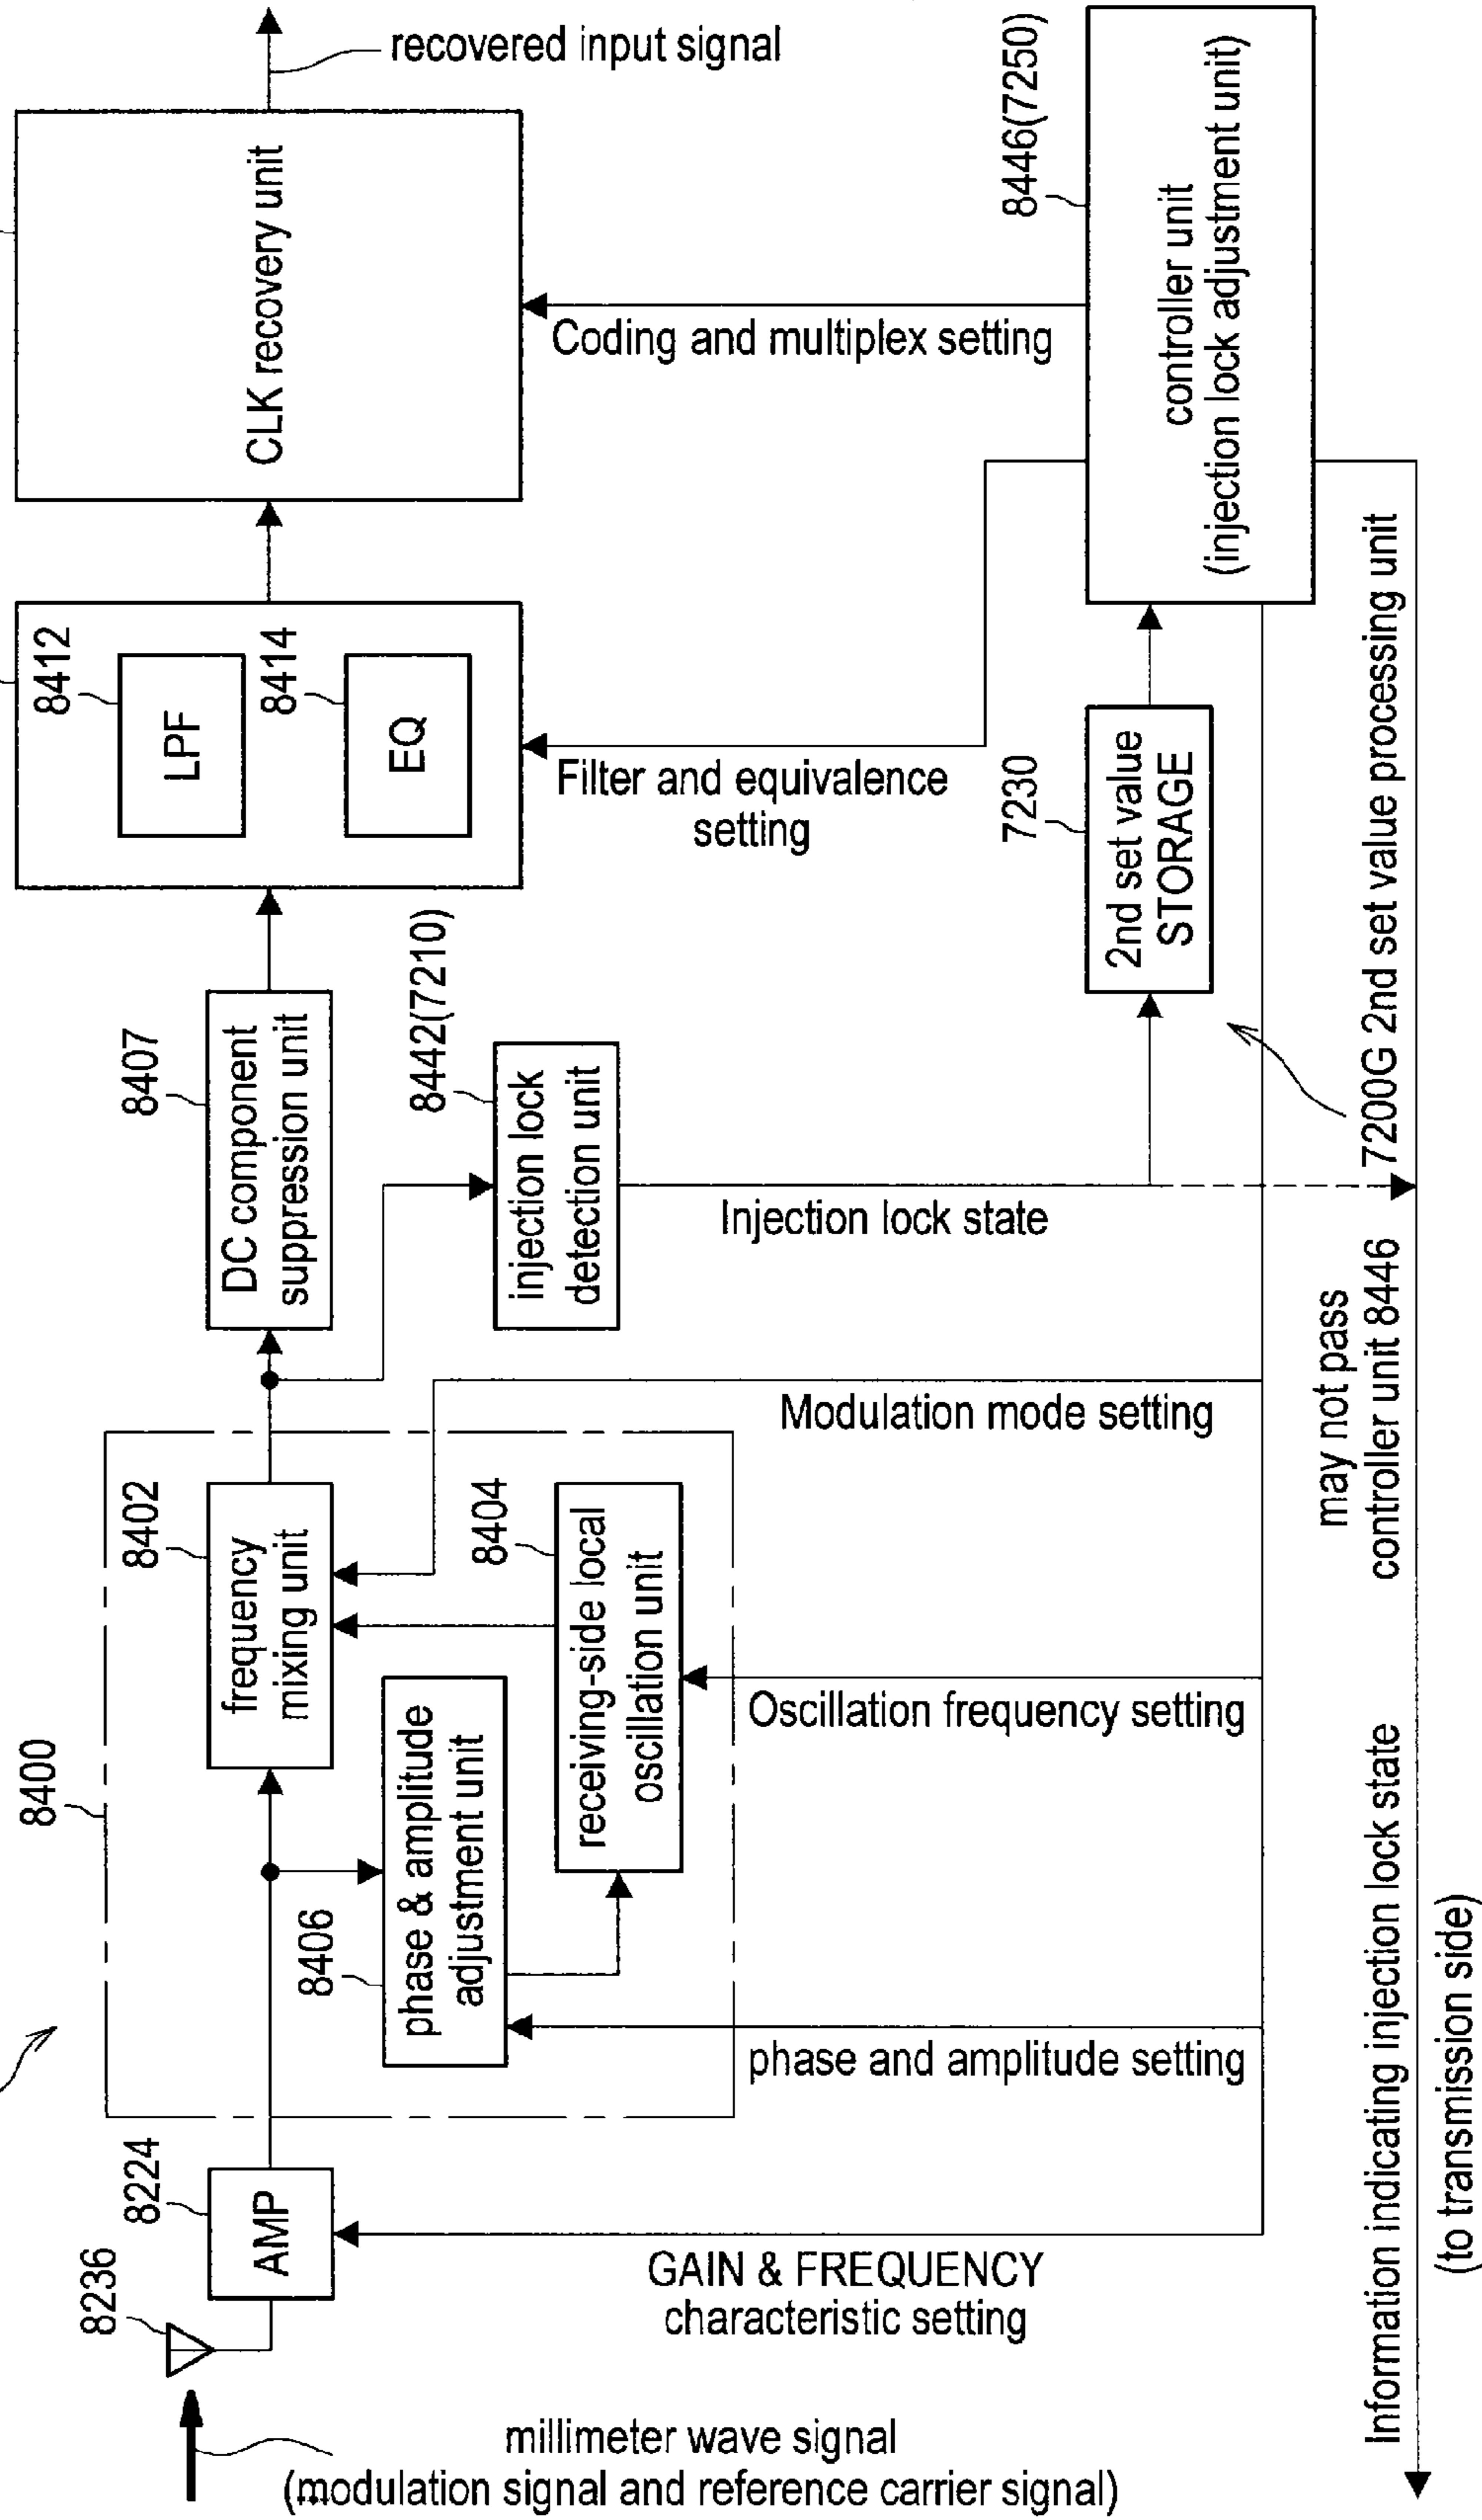 millimeter wave signal
(modulation signal and reference carrier signal)
8236
8224
AMP
GAIN & FREQUENCY
characteristic setting
8400
8406
phase & amplitude
adjustment unit
phase and amplitude setting
8402
frequency
mixing unit
8404
receiving-side local
oscillation unit
Oscillation frequency setting
Modulation mode setting
8407
DC component
suppression unit
8442(7210)
injection lock
detection unit
Injection lock state
8412
LPF
8414
EQ
Filter and equivalence
setting
CLK recovery unit
recovered input signal
Coding and multiplex setting
7230
2nd set value
STORAGE
8446(7250)
controller unit
(injection lock adjustment unit)
7200G 2nd set value processing unit
may not pass
controller unit 8446
Information indicating injection lock state
(to transmission side)